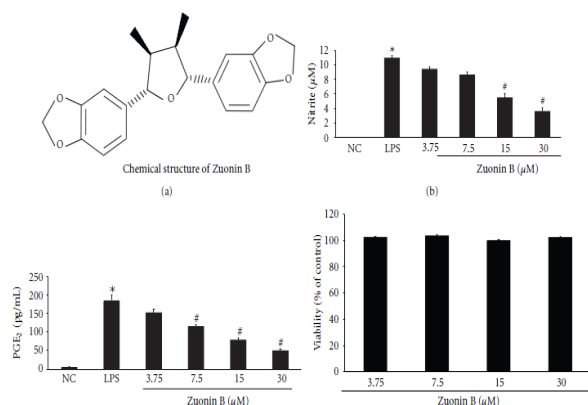 O
O
O
O
O
Chemical structure of Zuonin B
(a)
Nitrite (µM)
12
10
8
6
4
2
0
*
#
#
NC LPS 3.75 7.5 15 30
Zuonin B (µM)
(b)
PGE2 (pg/mL)
250
200
150
100
50
0
*
#
#
#
NC LPS 3.75 7.5 15 30
Zuonin B (µM)
Viability (% of control)
120
100
80
60
40
20
0
3.75 7.5 15 30
Zuonin B (µM)